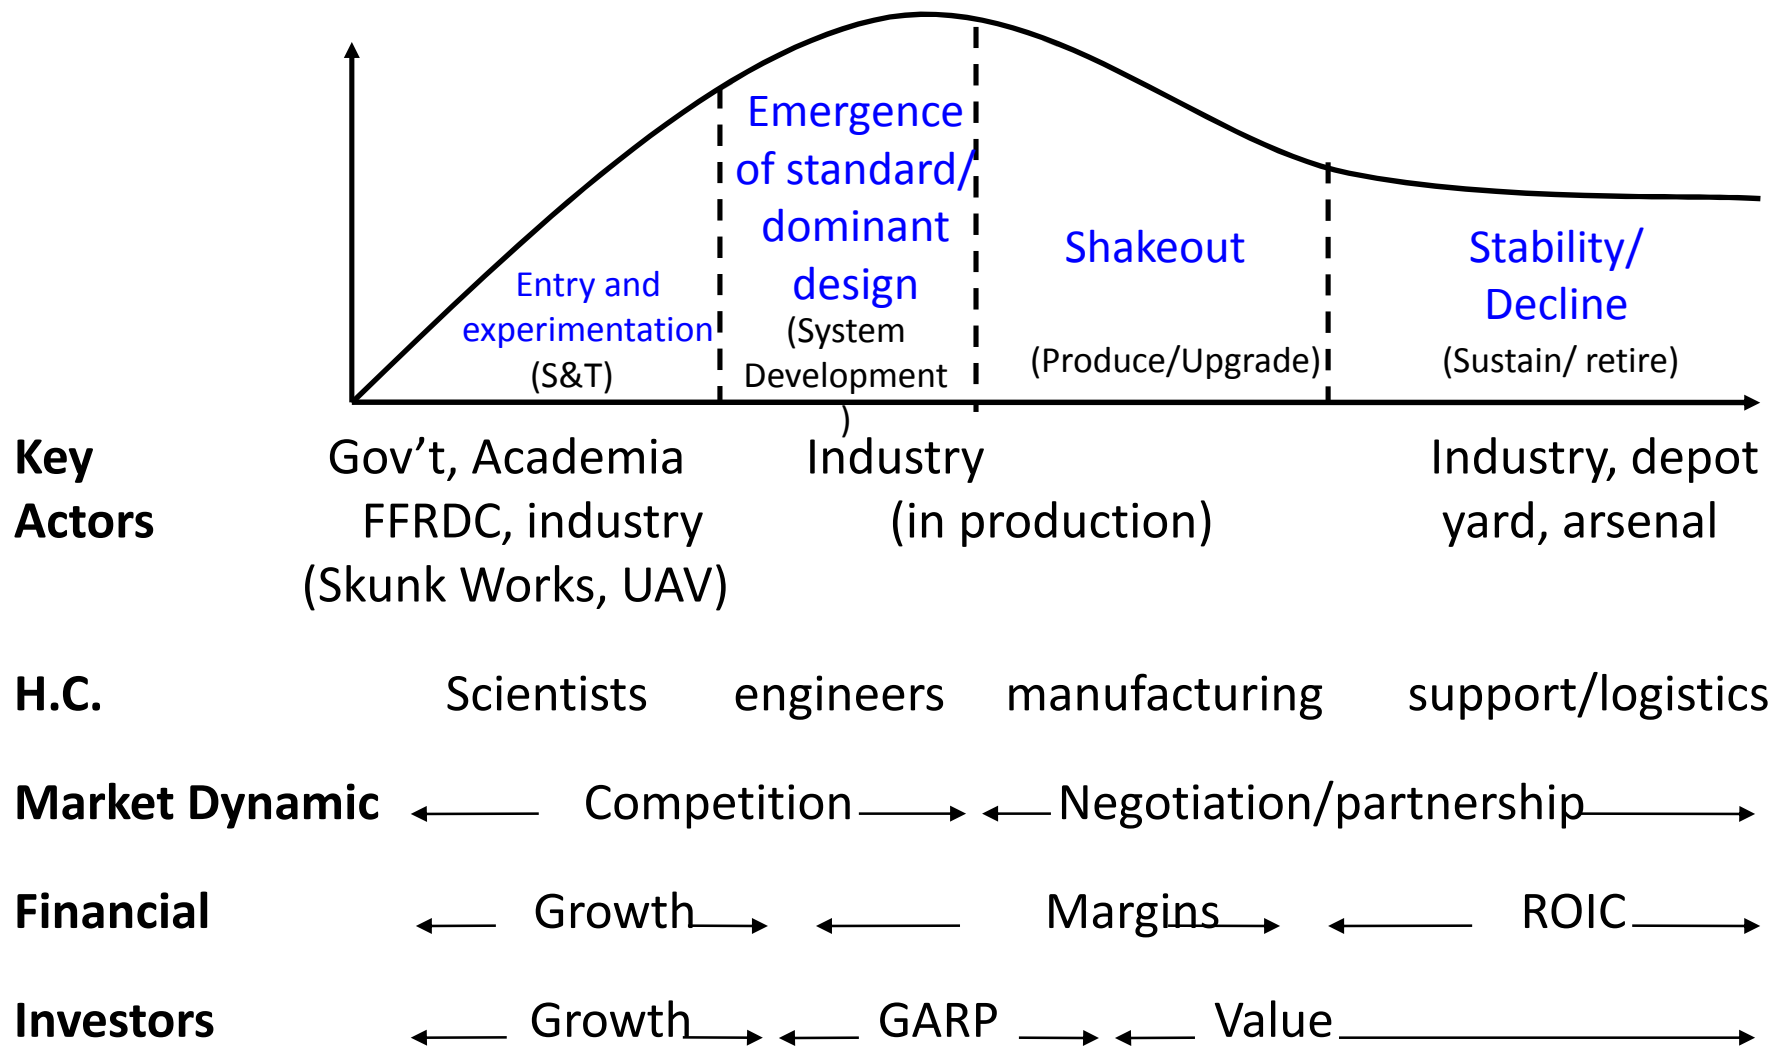 Entry and
experimentation
(S&T)
Emergence
of standard/
dominant
design
(System
Development
)
Shakeout
(Produce/Upgrade)
Stability/
Decline
(Sustain/ retire)
Key
Actors
Gov’t, Academia
FFRDC, industry
(Skunk Works, UAV)
Industry
(in production)
Industry, depot
yard, arsenal
H.C. Scientists engineers manufacturing support/logistics
Market Dynamic Competition Negotiation/partnership
Financial Growth Margins ROIC
Investors Growth GARP Value